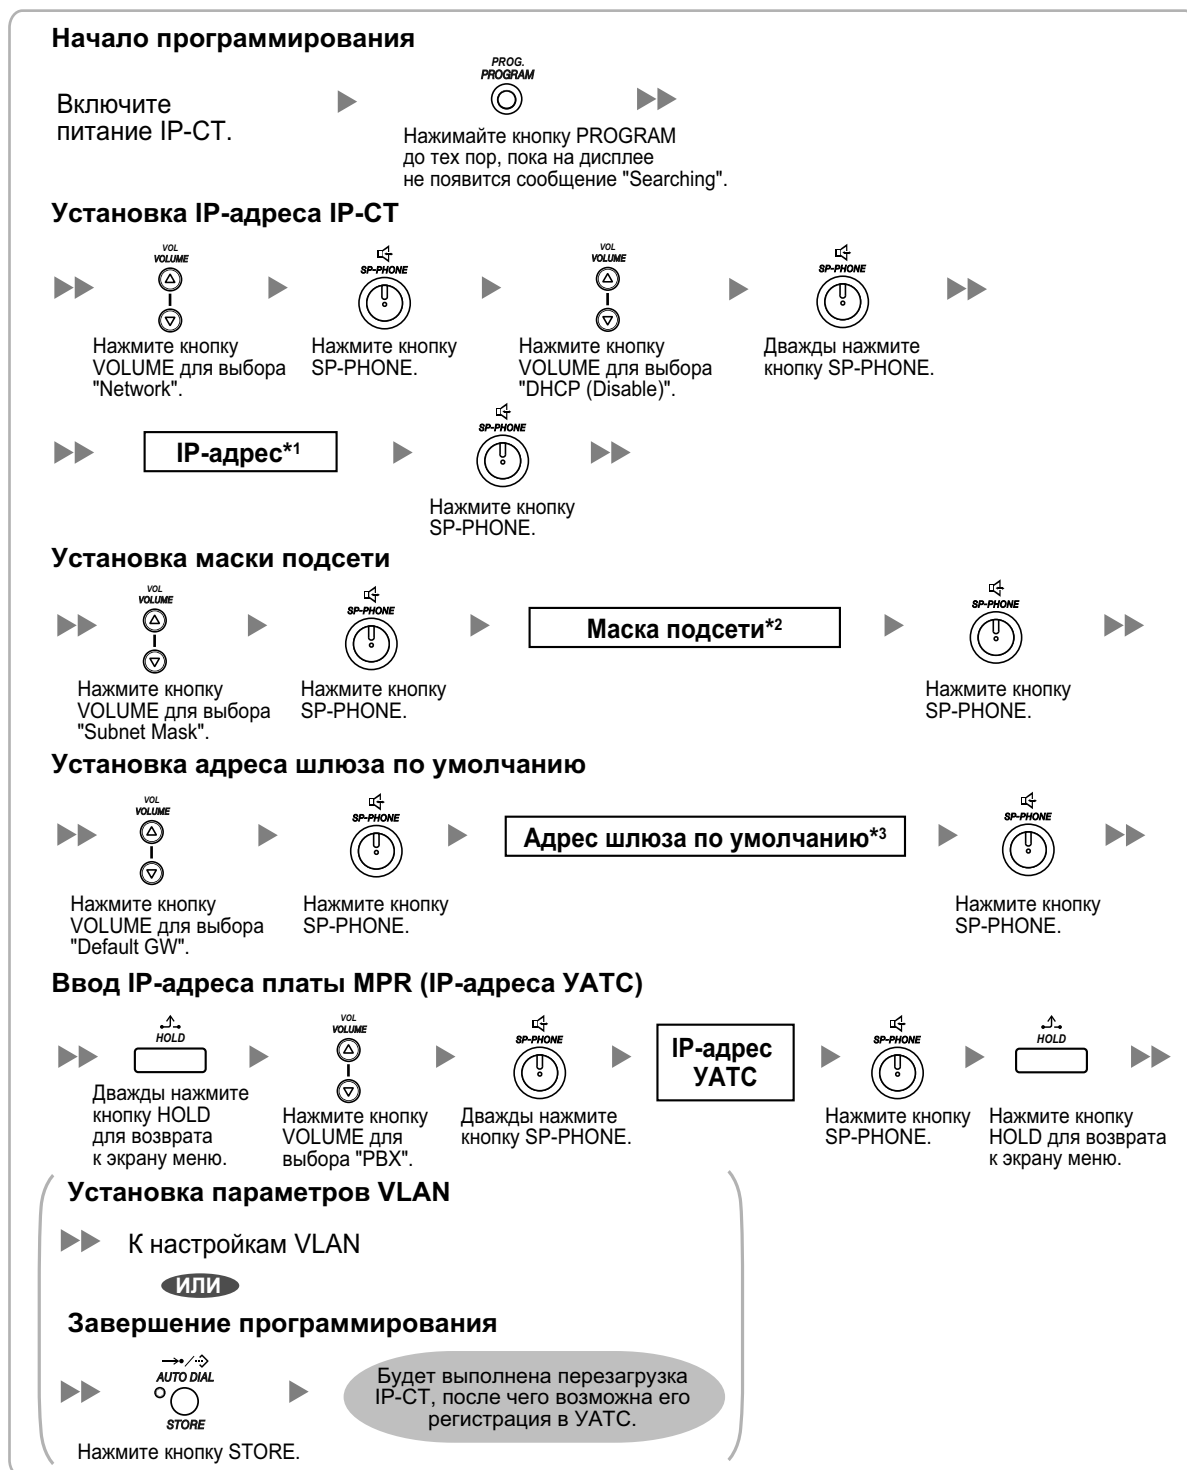 Начало программирования
Включите
питание IP-CT.
PROG.
PROGRAM
Нажимайте кнопку PROGRAM
до тех пор, пока на дисплее
не появится сообщение "Searching".
Установка IP-адреса IP-CT
VOL
VOLUME
Нажмите кнопку
VOLUME для выбора
"Network".
SP-PHONE
Нажмите кнопку
SP-PHONE.
VOL
VOLUME
Нажмите кнопку
VOLUME для выбора
"DHCP (Disable)".
SP-PHONE
Дважды нажмите
кнопку SP-PHONE.
IP-адрес*1
SP-PHONE
Нажмите кнопку
SP-PHONE.
Установка маски подсети
VOL
VOLUME
Нажмите кнопку
VOLUME для выбора
"Subnet Mask".
SP-PHONE
Нажмите кнопку
SP-PHONE.
Маска подсети*2
SP-PHONE
Нажмите кнопку
SP-PHONE.
Установка адреса шлюза по умолчанию
VOL
VOLUME
Нажмите кнопку
VOLUME для выбора
"Default GW".
SP-PHONE
Нажмите кнопку
SP-PHONE.
Адрес шлюза по умолчанию*3
SP-PHONE
Нажмите кнопку
SP-PHONE.
Ввод IP-адреса платы MPR (IP-адреса УАТС)
HOLD
Дважды нажмите
кнопку HOLD
для возврата
к экрану меню.
VOL
VOLUME
Нажмите кнопку
VOLUME для
выбора "PBX".
SP-PHONE
Дважды нажмите
кнопку SP-PHONE.
IP-адрес
УАТС
SP-PHONE
Нажмите кнопку
SP-PHONE.
HOLD
Нажмите кнопку
HOLD для возврата
к экрану меню.
Установка параметров VLAN
К настройкам VLAN
ИЛИ
Завершение программирования
AUTO DIAL
STORE
Нажмите кнопку STORE.
Будет выполнена перезагрузка
IP-CT, после чего возможна его
регистрация в УАТС.